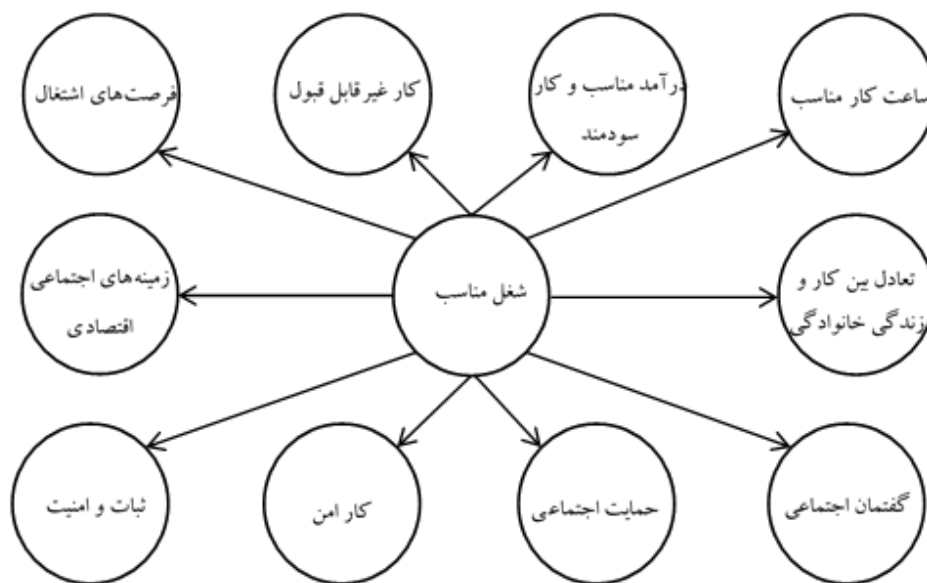 ساعت کار مناسب
درآمد مناسب و کار
سودمند
کار غیرقابل قبول
فرصت‌های اشتغال
تعادل بین کار و
زندگی خانوادگی
شغل مناسب
زمینه‌های اجتماعی
اقتصادی
گفتمان اجتماعی
حمایت اجتماعی
کار امن
ثبات و امنیت